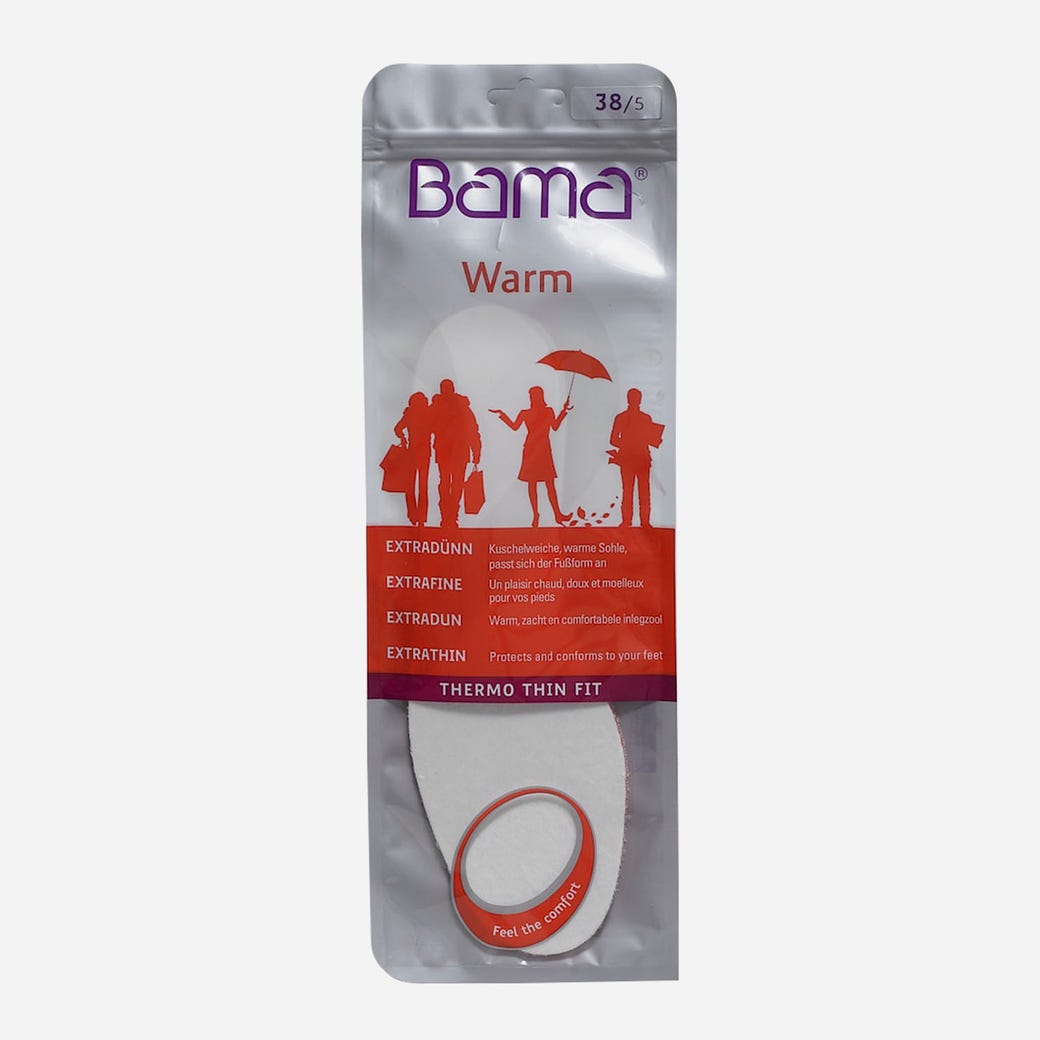 38/5
Bama®
Warm
EXTRADÜNN Kuschelweiche, warme Sohle,
passt sich der Fußform an
EXTRAFINE Un plaisir chaud, doux et moelleux
pour vos pieds
EXTRADUN Warm, zacht en comfortabele inlegzool
EXTRATHIN Protects and conforms to your feet
THERMO THIN FIT
Feel the comfort